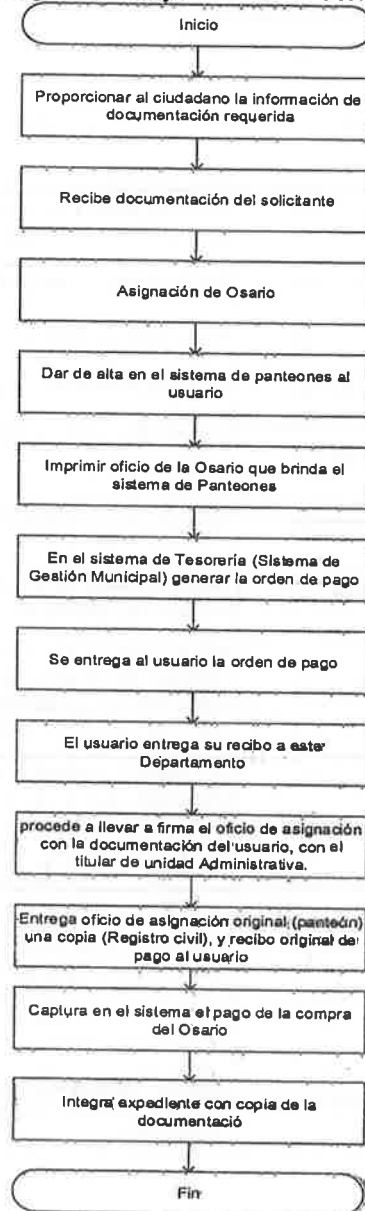 Inicio
Proporcionar al ciudadano la información de
documentación requerida
Recibe documentación del solicitante
Asignación de Osario
Dar de alta en el sistema de panteones al
usuario
Imprimir oficio de la Osario que brinda el
sistema de Panteones
En el sistema de Tesorería (Sistema de
Gestión Municipal) generar la orden de pago
Se entrega al usuario la orden de pago
El usuario entrega su recibo a este
Departamento
procede a llevar a firma el oficio de asignación
con la documentación del usuario, con el
titular de unidad Administrativa.
Entrega oficio de asignación original (panteón)
una copia (Registro civil), y recibo original de
pago al usuario
Captura en el sistema el pago de la compra
del Osario
Integra expediente con copia de la
documentació
Fin